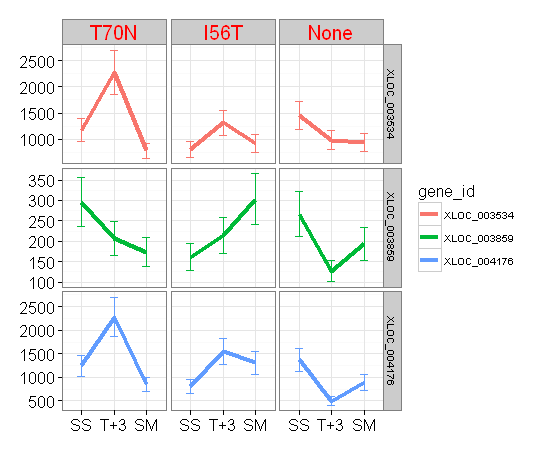 T70N I56T None
2500
2000
1500
1000
XLOC_003534
350
300
250
200
150
100
XLOC_003859
2500
2000
1500
1000
500
XLOC_004176
SS T+3 SM SS T+3 SM SS T+3 SM
gene_id
XLOC_003534
XLOC_003859
XLOC_004176